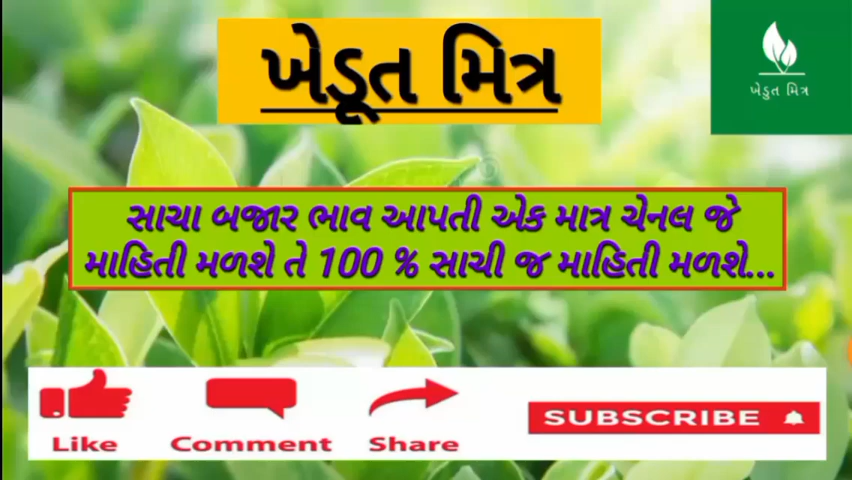 ખેડૂત મિત્ર
ખેડુત મિત્ર
સાચા બજાર ભાવ આપતી એક માત્ર ચેનલ જે
માહિતી મળશે તે 100 % સાચી જ માહિતી મળશે...
Like Comment Share
SUBSCRIBE